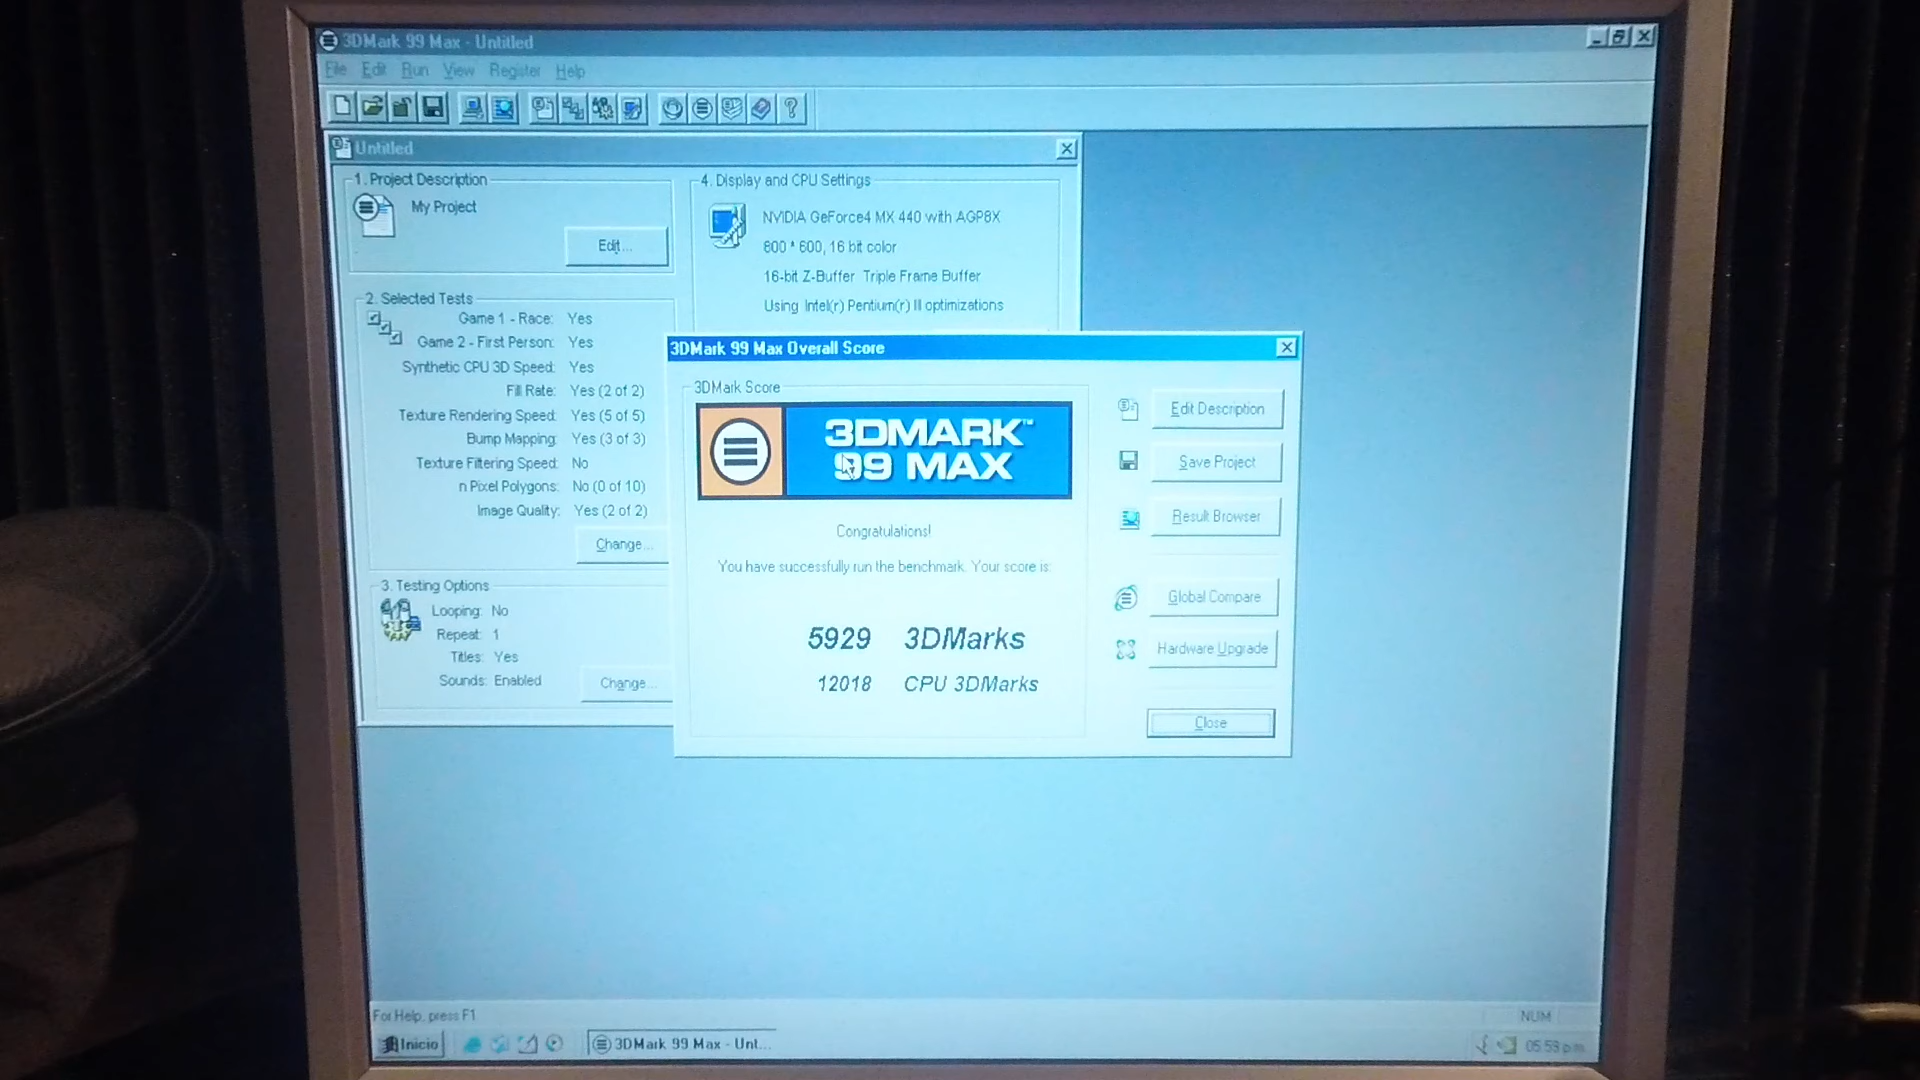 3DMark 99 Max - Untitled
File Edit Run View Register Help
Untitled
1. Project Description
My Project
Edit...
2. Selected Tests
Game 1 - Race: Yes
Game 2 - First Person: Yes
Synthetic CPU 3D Speed: Yes
Fill Rate: Yes (2 of 2)
Texture Rendering Speed: Yes (5 of 5)
Bump Mapping: Yes (3 of 3)
Texture Filtering Speed: No
n Pixel Polygons: No (0 of 10)
Image Quality: Yes (2 of 2)
Change...
3. Testing Options
Looping: No
Repeat: 1
Titles: Yes
Sounds: Enabled
Change...
4. Display and CPU Settings
NVIDIA GeForce4 MX 440 with AGP8X
800 * 600, 16 bit color
16-bit Z-Buffer Triple Frame Buffer
Using Intel(r) Pentium(r) III optimizations
3DMark 99 Max Overall Score
3DMark Score
3DMARK™
99 MAX
Congratulations!
You have successfully run the benchmark. Your score is:
5929 3DMarks
12018 CPU 3DMarks
Edit Description
Save Project
Result Browser
Global Compare
Hardware Upgrade
Close
For Help, press F1
NUM
Inicio
3DMark 99 Max - Unt...
05:59 p.m.